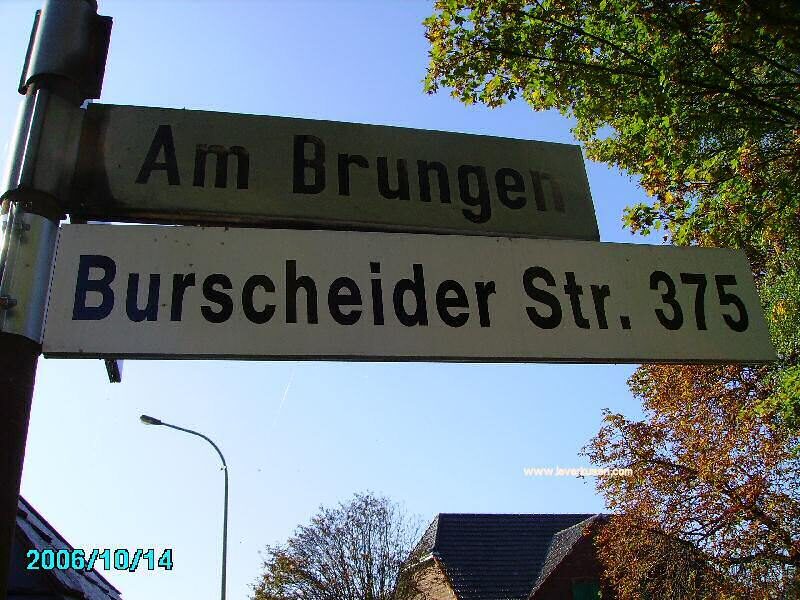 Am Brungen
Burscheider Str. 375
www.leverkusen.com
2006/10/14